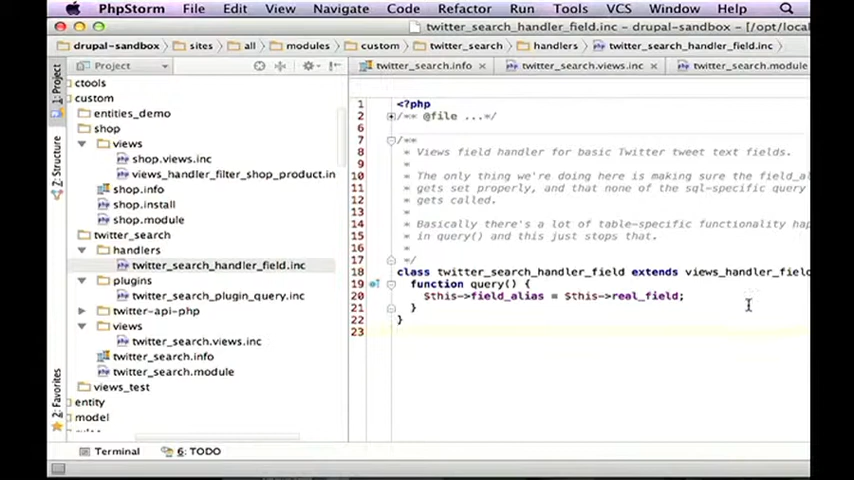 PhpStorm File Edit View Navigate Code Refactor Run Tools VCS Window Help
twitter_search_handler_field.inc - drupal-sandbox - [/opt/local
drupal-sandbox sites all modules custom twitter_search handlers twitter_search_handler_field.inc
1: Project
Project
twitter_search.info twitter_search.views.inc twitter_search.module
ctools
custom
entities_demo
shop
views
shop.views.inc
views_handler_filter_shop_product.in
shop.info
shop.install
shop.module
twitter_search
handlers
twitter_search_handler_field.inc
plugins
twitter_search_plugin_query.inc
twitter-api-php
views
twitter_search.views.inc
twitter_search.info
twitter_search.module
views_test
entity
model
Z: Structure
2: Favorites
1 <?php
2 /** @file ...*/
6
7 /**
8 * Views field handler for basic Twitter tweet text fields.
9 *
10 * The only thing we're doing here is making sure the field_a
11 * gets set properly, and that none of the sql-specific query
12 * gets called.
13 *
14 * Basically there's a lot of table-specific functionality hap
15 * in query() and this just stops that.
16 *
17 */
18 class twitter_search_handler_field extends views_handler_field
19 function query() {
20 $this->field_alias = $this->real_field;
21 }
22 }
23
Terminal 6: TODO